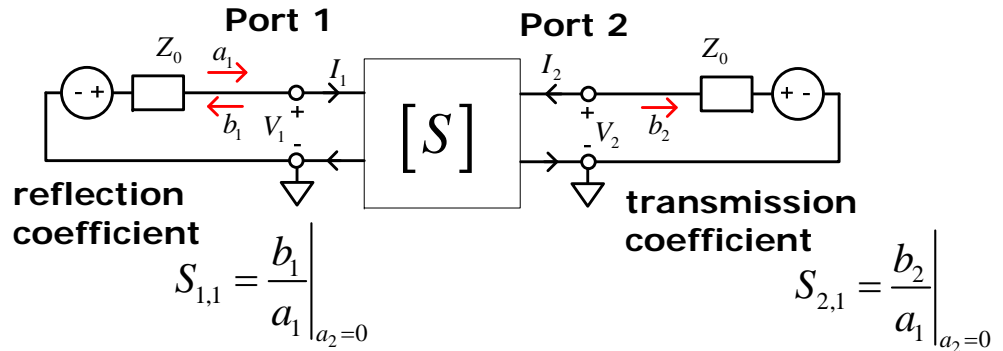 Port 1
Port 2
Z₀
a₁
I₁
I₂
Z₀
- +
+ -
b₁
V₁
+
-
[S]
+
-
V₂
b₂
reflection
coefficient
transmission
coefficient
S₁,₁ = b₁/a₁ |ₐ₂₌₀
S₂,₁ = b₂/a₁ |ₐ₂₌₀